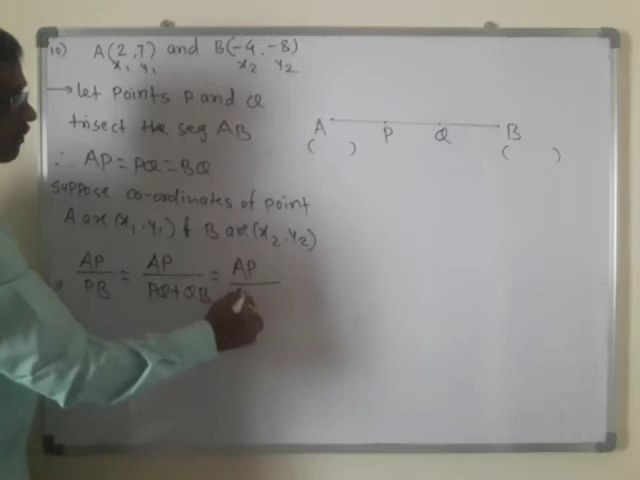 10) A(2,7) and B(-4,-8)
x₁ y₁ x₂ y₂
→ let points P and Q
trisect the seg AB
∴ AP = PQ = BQ
suppose co-ordinates of point
A are (x₁, y₁) & B are (x₂, y₂)
AP/PB = AP/PQ+QB = AP/
A P Q B
( ) ( )